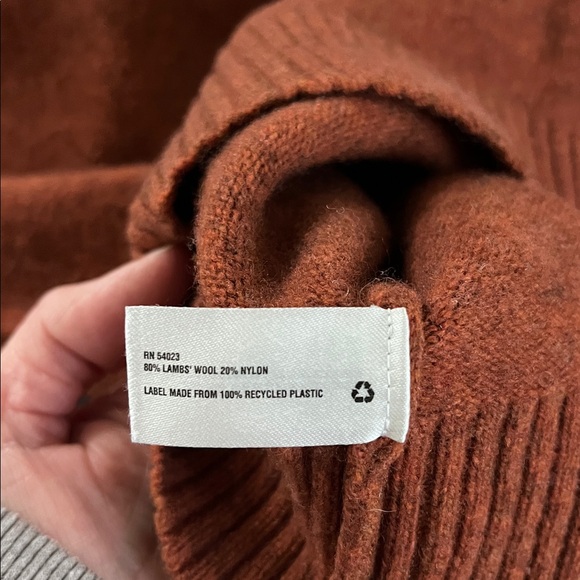 RN 54023
80% LAMBS' WOOL 20% NYLON
LABEL MADE FROM 100% RECYCLED PLASTIC